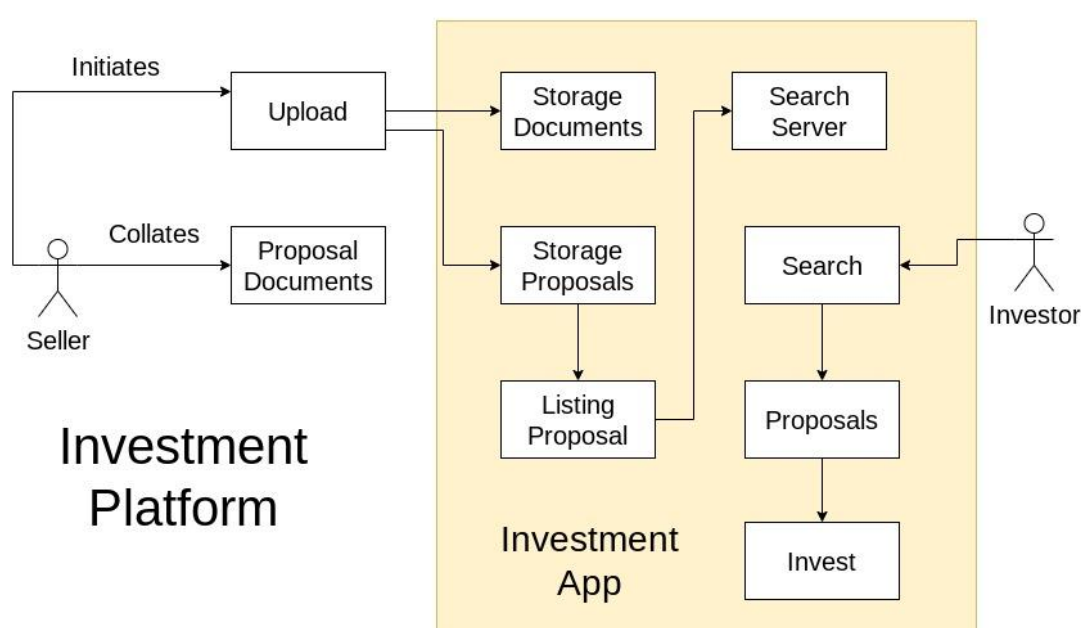 Initiates
Upload
Storage
Documents
Search
Server
Collates
Proposal
Documents
Storage
Proposals
Search
Seller
Investor
Listing
Proposal
Proposals
Investment
Platform
Investment
App
Invest